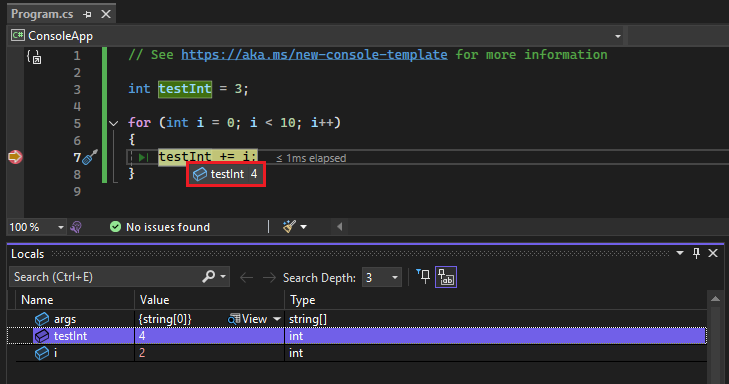 Program.cs
C# ConsoleApp
1 // See https://aka.ms/new-console-template for more information
2
3 int testInt = 3;
4
5 for (int i = 0; i < 10; i++)
6 {
7 testInt += i; ≤ 1ms elapsed
testInt 4
8 }
9
100 % No issues found
Locals
Search (Ctrl+E) Search Depth: 3
Name Value Type
args {string[0]} View string[]
testInt 4 int
i 2 int